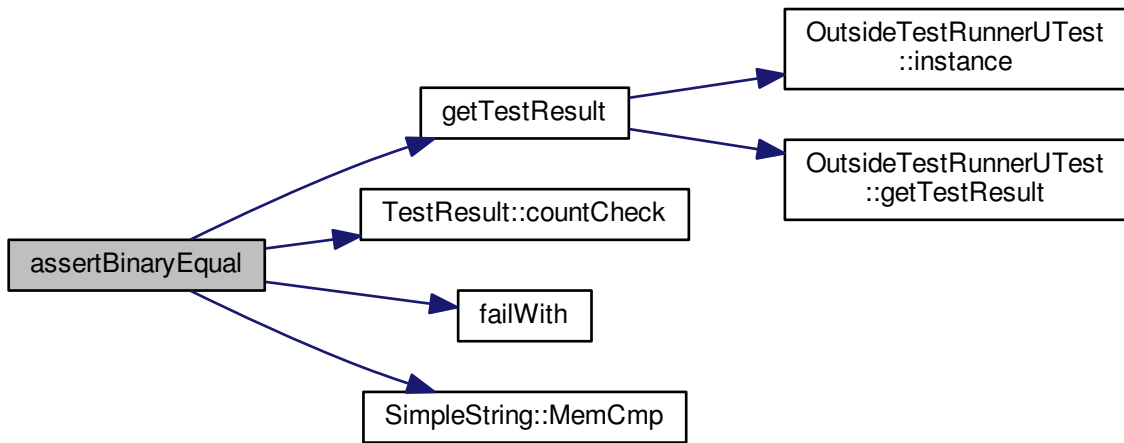 OutsideTestRunnerUTest
::instance
getTestResult
OutsideTestRunnerUTest
::getTestResult
TestResult::countCheck
assertBinaryEqual
failWith
SimpleString::MemCmp